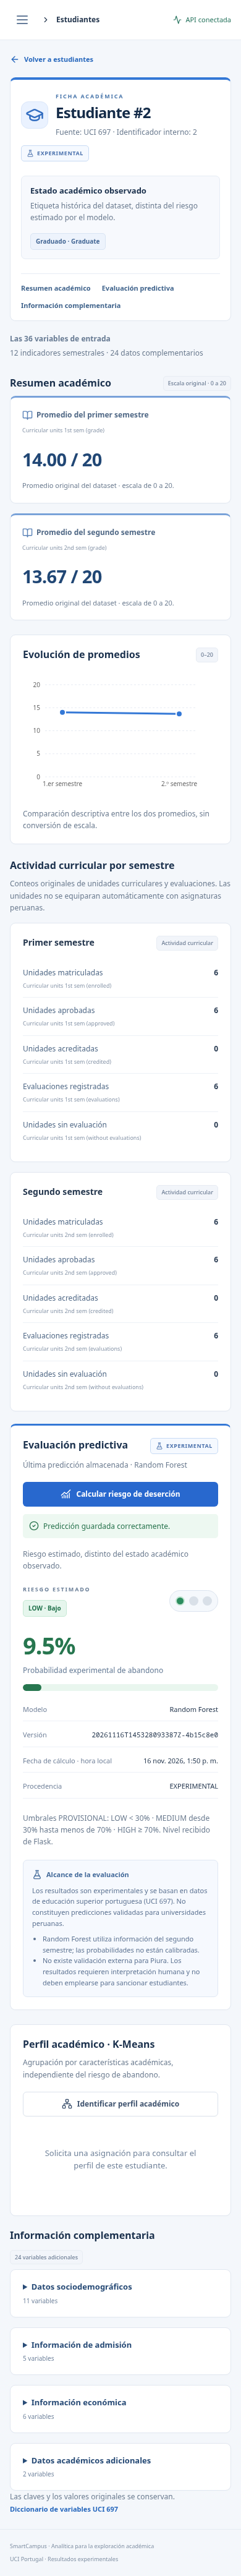 Estudiantes
API conectada
Volver a estudiantes
FICHA ACADÉMICA
Estudiante #2
Fuente: UCI 697 · Identificador interno: 2
EXPERIMENTAL
Estado académico observado
Etiqueta histórica del dataset, distinta del riesgo
estimado por el modelo.
Graduado · Graduate
Resumen académico
Evaluación predictiva
Información complementaria
Las 36 variables de entrada
12 indicadores semestrales · 24 datos complementarios
Resumen académico
Escala original · 0 a 20
Promedio del primer semestre
Curricular units 1st sem (grade)
14.00 / 20
Promedio original del dataset · escala de 0 a 20.
Promedio del segundo semestre
Curricular units 2nd sem (grade)
13.67 / 20
Promedio original del dataset · escala de 0 a 20.
Evolución de promedios
0–20
20
15
10
5
0
1.er semestre
2.º semestre
Comparación descriptiva entre los dos promedios, sin
conversión de escala.
Actividad curricular por semestre
Conteos originales de unidades curriculares y evaluaciones. Las
unidades no se equiparan automáticamente con asignaturas
peruanas.
Primer semestre
Actividad curricular
Unidades matriculadas 6
Curricular units 1st sem (enrolled)
Unidades aprobadas 6
Curricular units 1st sem (approved)
Unidades acreditadas 0
Curricular units 1st sem (credited)
Evaluaciones registradas 6
Curricular units 1st sem (evaluations)
Unidades sin evaluación 0
Curricular units 1st sem (without evaluations)
Segundo semestre
Actividad curricular
Unidades matriculadas 6
Curricular units 2nd sem (enrolled)
Unidades aprobadas 6
Curricular units 2nd sem (approved)
Unidades acreditadas 0
Curricular units 2nd sem (credited)
Evaluaciones registradas 6
Curricular units 2nd sem (evaluations)
Unidades sin evaluación 0
Curricular units 2nd sem (without evaluations)
Evaluación predictiva
EXPERIMENTAL
Última predicción almacenada · Random Forest
Calcular riesgo de deserción
Predicción guardada correctamente.
Riesgo estimado, distinto del estado académico
observado.
RIESGO ESTIMADO
LOW · Bajo
9.5%
Probabilidad experimental de abandono
Modelo Random Forest
Versión 20261116T145328093387Z-4b15c8e0
Fecha de cálculo · hora local 16 nov. 2026, 1:50 p. m.
Procedencia EXPERIMENTAL
Umbrales PROVISIONAL: LOW < 30% · MEDIUM desde
30% hasta menos de 70% · HIGH ≥ 70%. Nivel recibido
de Flask.
Alcance de la evaluación
Los resultados son experimentales y se basan en datos
de educación superior portuguesa (UCI 697). No
constituyen predicciones validadas para universidades
peruanas.
• Random Forest utiliza información del segundo
semestre; las probabilidades no están calibradas.
• No existe validación externa para Piura. Los
resultados requieren interpretación humana y no
deben emplearse para sancionar estudiantes.
Perfil académico · K-Means
Agrupación por características académicas,
independiente del riesgo de abandono.
Identificar perfil académico
Solicita una asignación para consultar el
perfil de este estudiante.
Información complementaria
24 variables adicionales
Datos sociodemográficos
11 variables
Información de admisión
5 variables
Información económica
6 variables
Datos académicos adicionales
2 variables
Las claves y los valores originales se conservan.
Diccionario de variables UCI 697
SmartCampus · Analítica para la exploración académica
UCI Portugal · Resultados experimentales